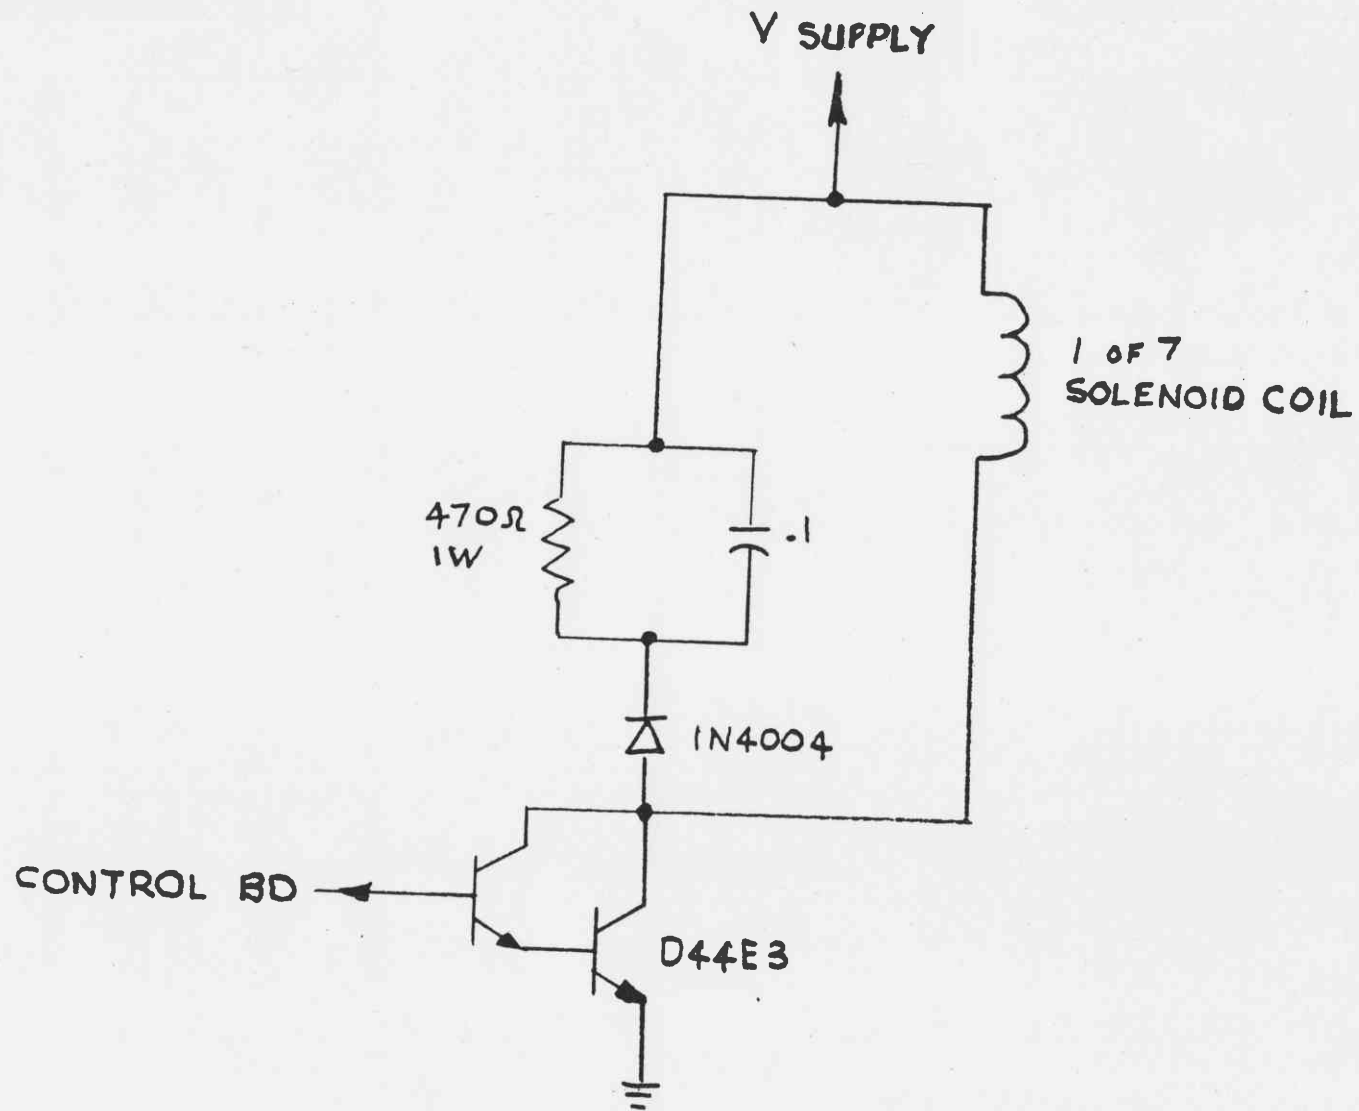 V SUPPLY
1 OF 7
SOLENOID COIL
470Ω
1W
.1
1N4004
CONTROL BD
D44E3